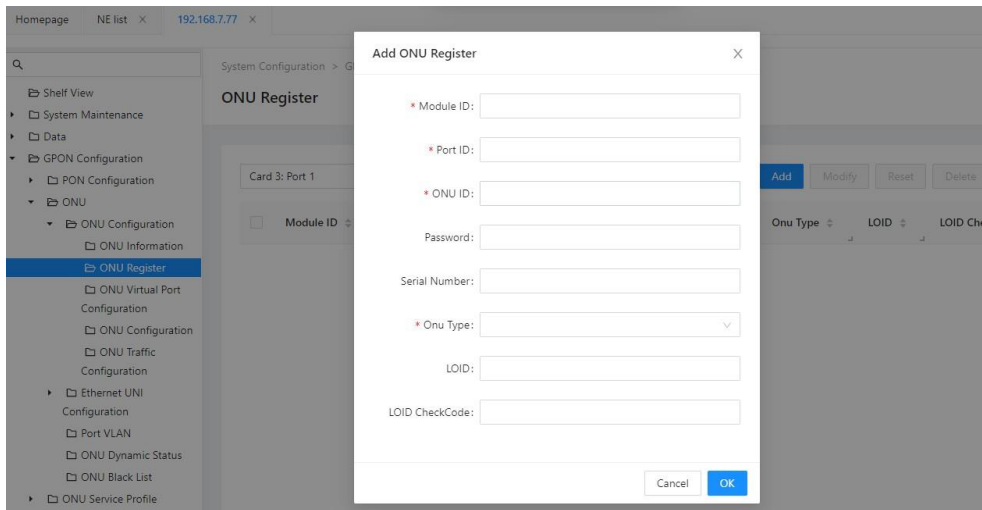 Homepage
NE list
192.168.7.77
Shelf View
System Maintenance
Data
GPON Configuration
PON Configuration
ONU
ONU Configuration
ONU Information
ONU Register
ONU Virtual Port
Configuration
ONU Configuration
ONU Traffic
Configuration
Ethernet UNI
Configuration
Port VLAN
ONU Dynamic Status
ONU Black List
ONU Service Profile
System Configuration > G
ONU Register
Card 3: Port 1
Add Modify Reset Delete
Module ID
Onu Type LOID LOID Che
Add ONU Register
* Module ID:
* Port ID:
* ONU ID:
Password:
Serial Number:
* Onu Type:
LOID:
LOID CheckCode:
Cancel OK